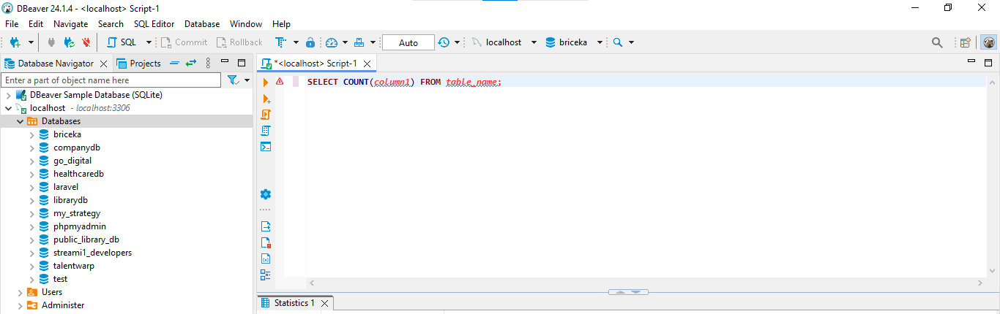 DBeaver 24.1.4 - <localhost> Script-1
File Edit Navigate Search SQL Editor Database Window Help
SQL Commit Rollback Auto localhost briceka
Database Navigator Projects
*<localhost> Script-1
Enter a part of object name here
SELECT COUNT(column1) FROM table_name;
DBeaver Sample Database (SQLite)
localhost - localhost:3306
Databases
briceka
companydb
go_digital
healthcaredb
laravel
librarydb
my_strategy
phpmyadmin
public_library_db
streami1_developers
talentwarp
test
Users
Administer
Statistics 1